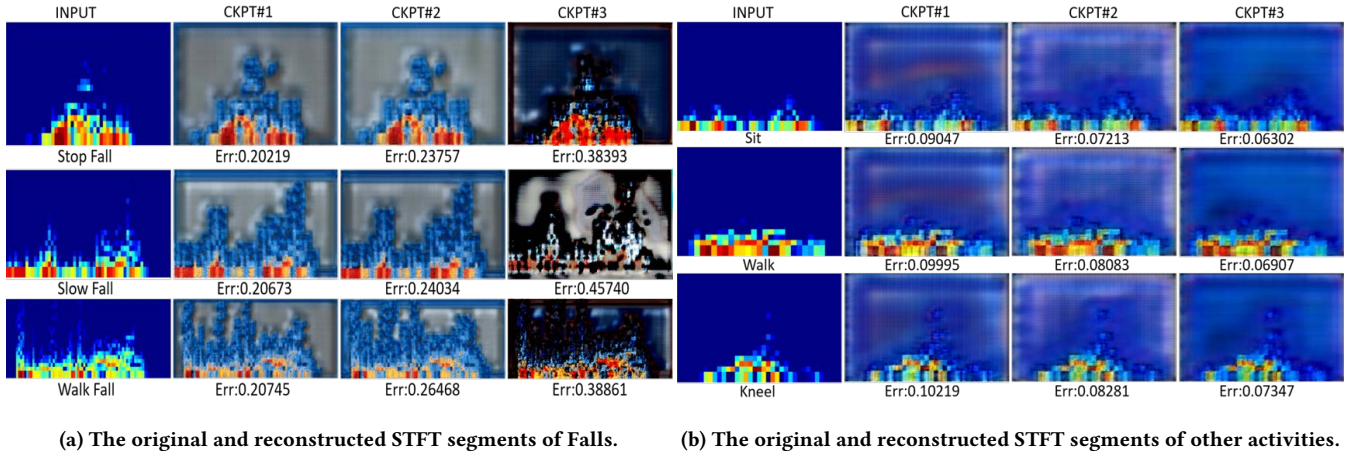 INPUT CKPT#1 CKPT#2 CKPT#3
Stop Fall Err:0.20219 Err:0.23757 Err:0.38393
Slow Fall Err:0.20673 Err:0.24034 Err:0.45740
Walk Fall Err:0.20745 Err:0.26468 Err:0.38861
(a) The original and reconstructed STFT segments of Falls.
INPUT CKPT#1 CKPT#2 CKPT#3
Sit Err:0.09047 Err:0.07213 Err:0.06302
Walk Err:0.09995 Err:0.08083 Err:0.06907
Kneel Err:0.10219 Err:0.08281 Err:0.07347
(b) The original and reconstructed STFT segments of other activities.